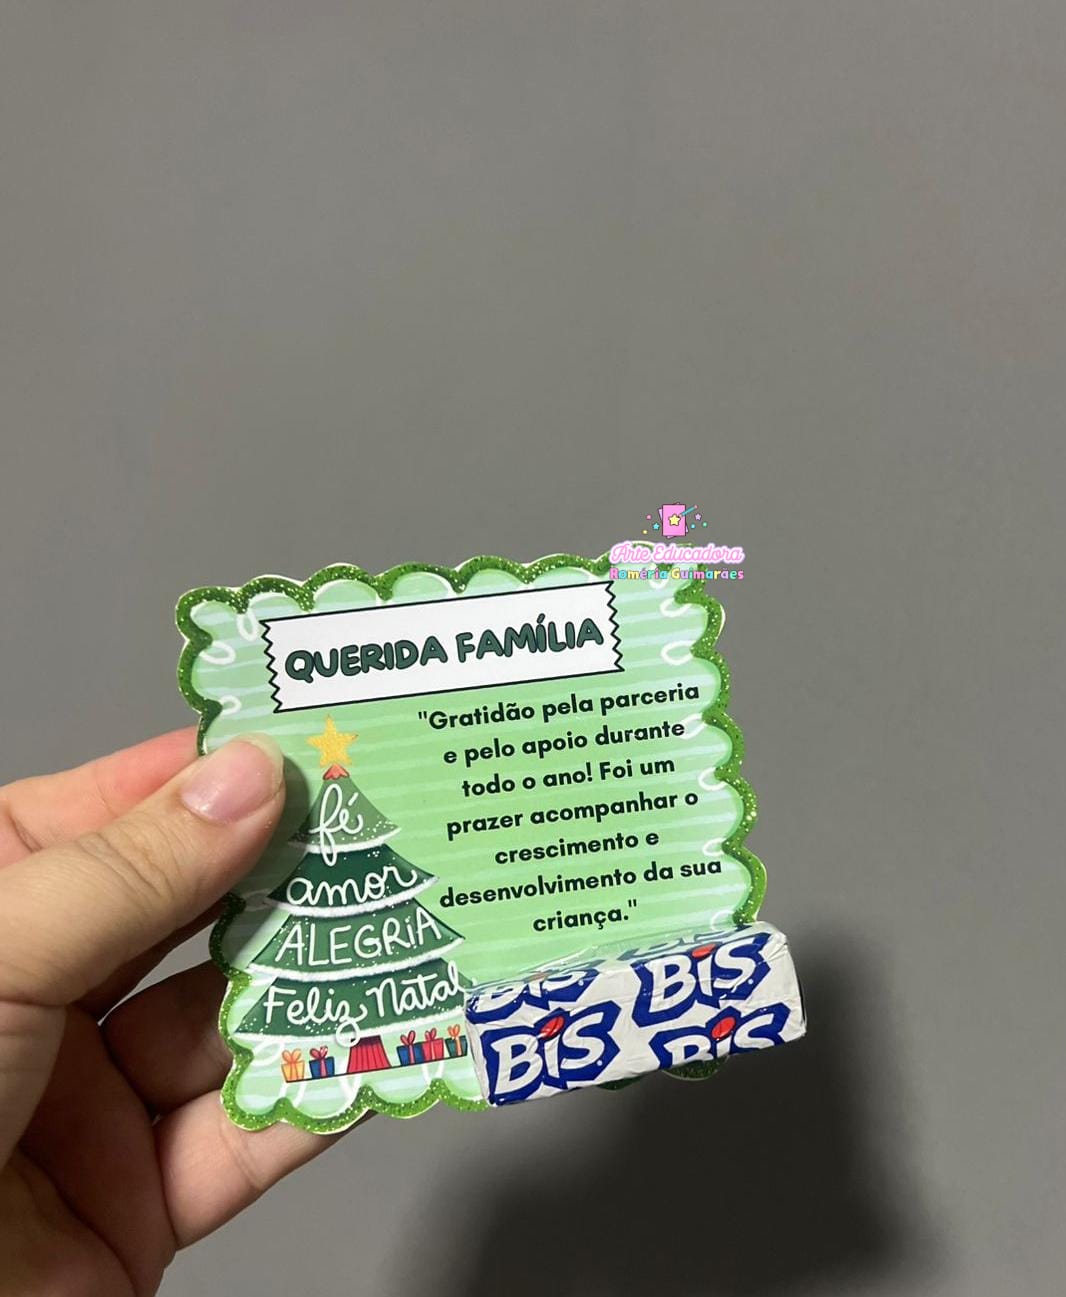 Arte Educadora
Roméria Guimarães
QUERIDA FAMÍLIA
"Gratidão pela parceria
e pelo apoio durante
todo o ano! Foi um
prazer acompanhar o
crescimento e
desenvolvimento da sua
criança."
fé
amor
ALEGRiA
Feliz Natal
BiS
BiS
BiS
BiS